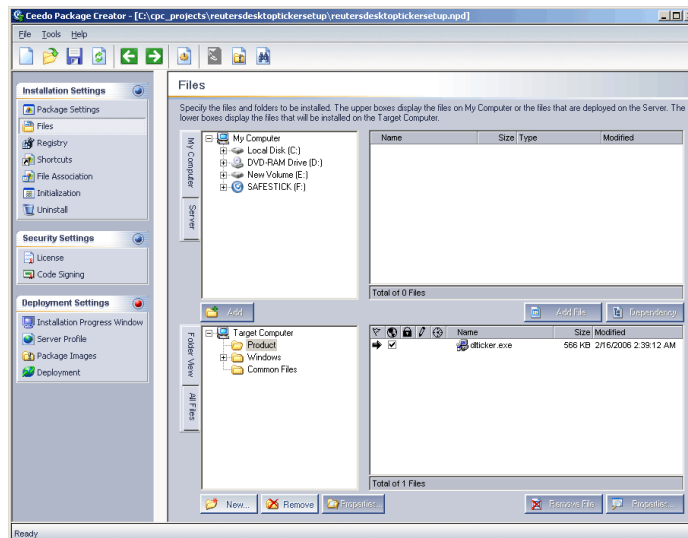 Ceedo Package Creator - [C:\cpc_projects\reutersdesktoptickersetup\reutersdesktoptickersetup.npd]
File Tools Help
Installation Settings
Package Settings
Files
Registry
Shortcuts
File Association
Initialization
Uninstall
Security Settings
License
Code Signing
Deployment Settings
Installation Progress Window
Server Profile
Package Images
Deployment
Files
Specify the files and folders to be installed. The upper boxes display the files on My Computer or the files that are deployed on the Server. The
lower boxes display the files that will be installed on the Target Computer.
My Computer
Server
My Computer
Local Disk (C:)
DVD-RAM Drive (D:)
New Volume (E:)
SAFESTICK (F:)
Name Size Type Modified
Total of 0 Files
Add
Add File
Dependency
Folder View
All Files
Target Computer
Product
Windows
Common Files
Name Size Modified
dlticker.exe 566 KB 2/16/2006 2:39:12 AM
Total of 1 Files
New...
Remove
Properties...
Remove File
Properties...
Ready